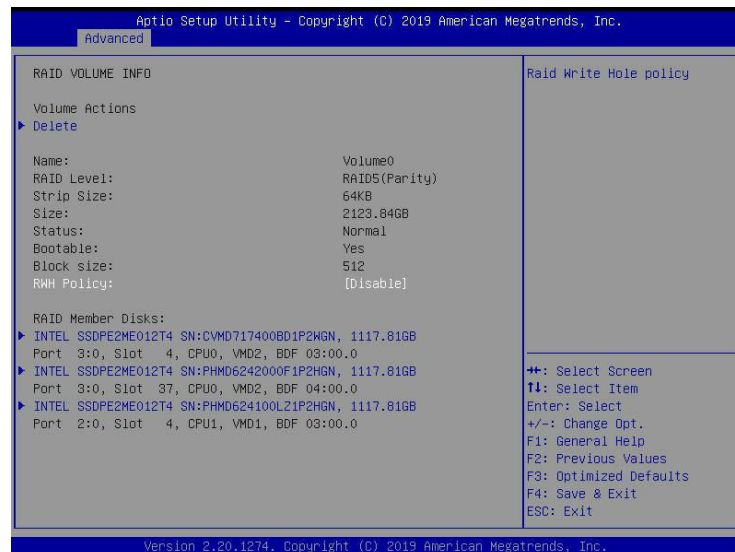 Aptio Setup Utility – Copyright (C) 2019 American Megatrends, Inc.
Advanced
RAID VOLUME INFO
Volume Actions
▶ Delete
Name: Volume0
RAID Level: RAID5(Parity)
Strip Size: 64KB
Size: 2123.84GB
Status: Normal
Bootable: Yes
Block size: 512
RWH Policy: [Disable]
RAID Member Disks:
▶ INTEL SSDPE2ME012T4 SN:CVMD717400BD1P2WGN, 1117.81GB
Port 3:0, Slot 4, CPU0, VMD2, BDF 03:00.0
▶ INTEL SSDPE2ME012T4 SN:PHMD6242000F1P2HGN, 1117.81GB
Port 3:0, Slot 37, CPU0, VMD2, BDF 04:00.0
▶ INTEL SSDPE2ME012T4 SN:PHMD624100LZ1P2HGN, 1117.81GB
Port 2:0, Slot 4, CPU1, VMD1, BDF 03:00.0
Raid Write Hole policy
→←: Select Screen
↑↓: Select Item
Enter: Select
+/-: Change Opt.
F1: General Help
F2: Previous Values
F3: Optimized Defaults
F4: Save & Exit
ESC: Exit
Version 2.20.1274. Copyright (C) 2019 American Megatrends, Inc.